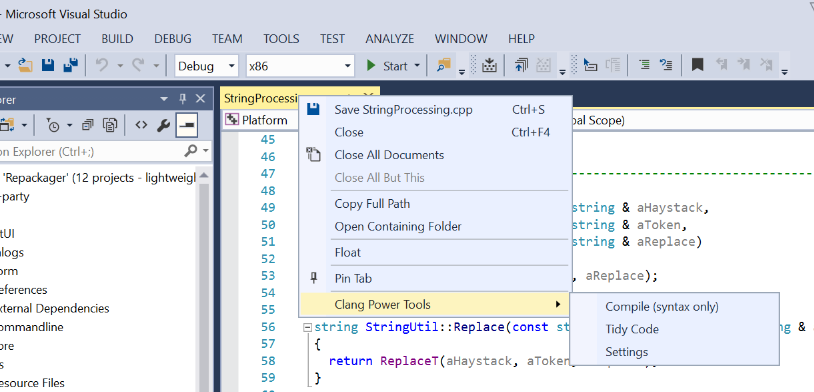 - Microsoft Visual Studio
EW PROJECT BUILD DEBUG TEAM TOOLS TEST ANALYZE WINDOW HELP
Debug x86 Start
orer
StringProcessin
Platform
bal Scope)
on Explorer (Ctrl+;)
'Repackager' (12 projects - lightweigl
-party
tUI
alogs
orm
eferences
xternal Dependencies
ommandline
ore
s
esource Files
Save StringProcessing.cpp Ctrl+S
Close Ctrl+F4
Close All Documents
Close All But This
Copy Full Path
Open Containing Folder
Float
Pin Tab
Clang Power Tools
Compile (syntax only)
Tidy Code
Settings
45
46
47
48
49 string & aHaystack,
50 string & aToken,
51 string & aReplace)
52
53 , aReplace);
54
55
56 string StringUtil::Replace(const st & a
57 {
58 return ReplaceT(aHaystack, aToken
59 }